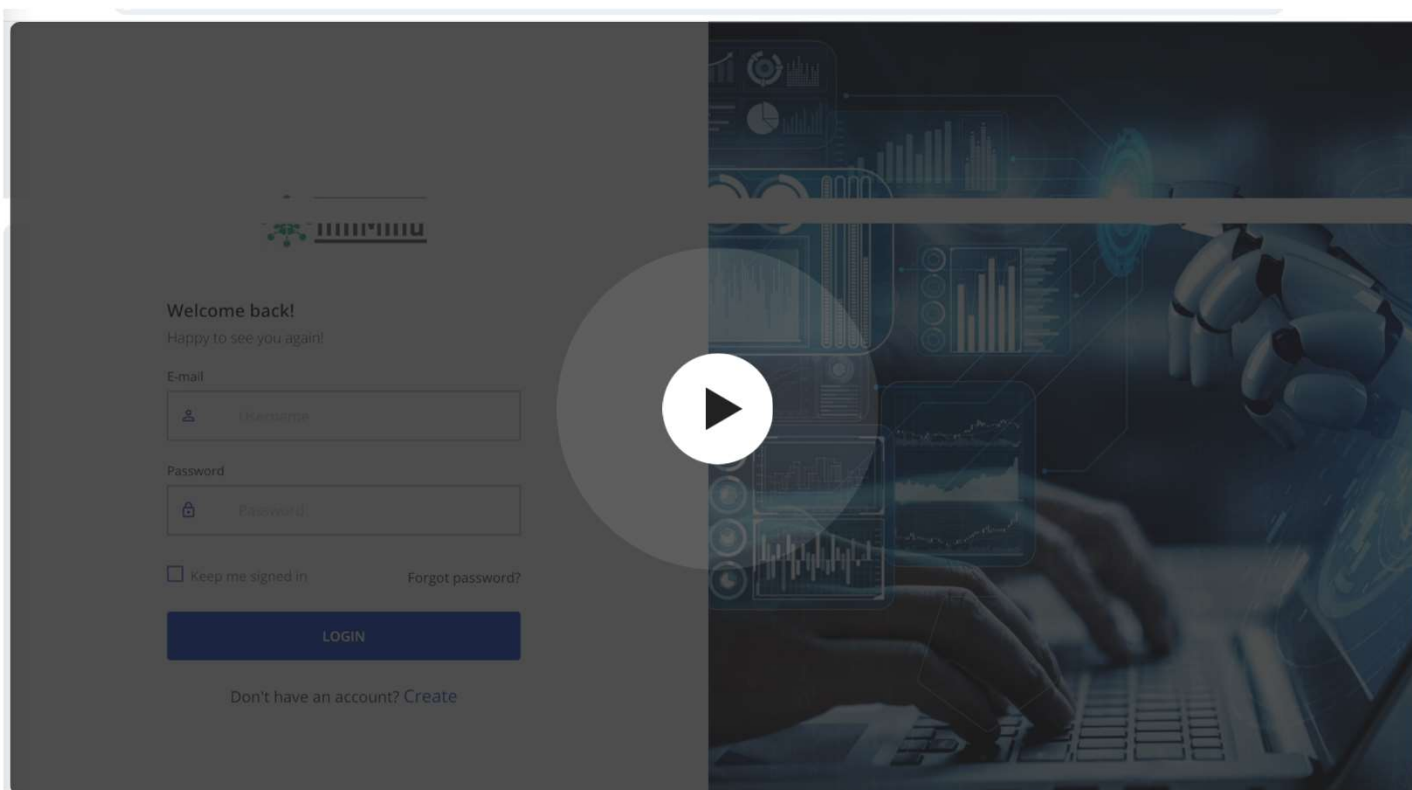 Welcome back!
Happy to see you again!
E-mail
Username
Password
Password
Keep me signed in
Forgot password?
LOGIN
Don't have an account? Create